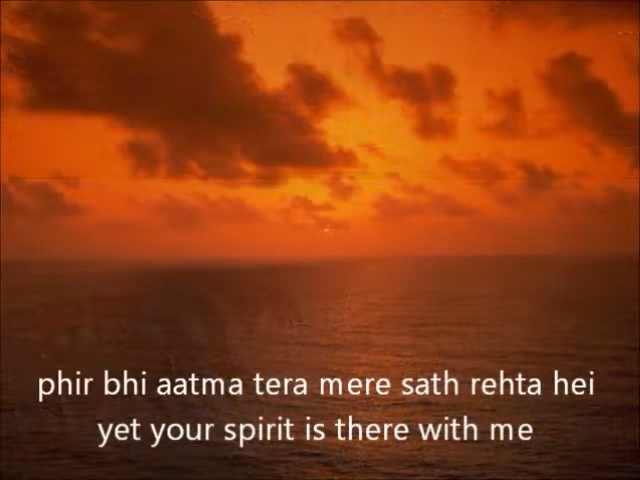 phir bhi aatma tera mere sath rehta hei
yet your spirit is there with me